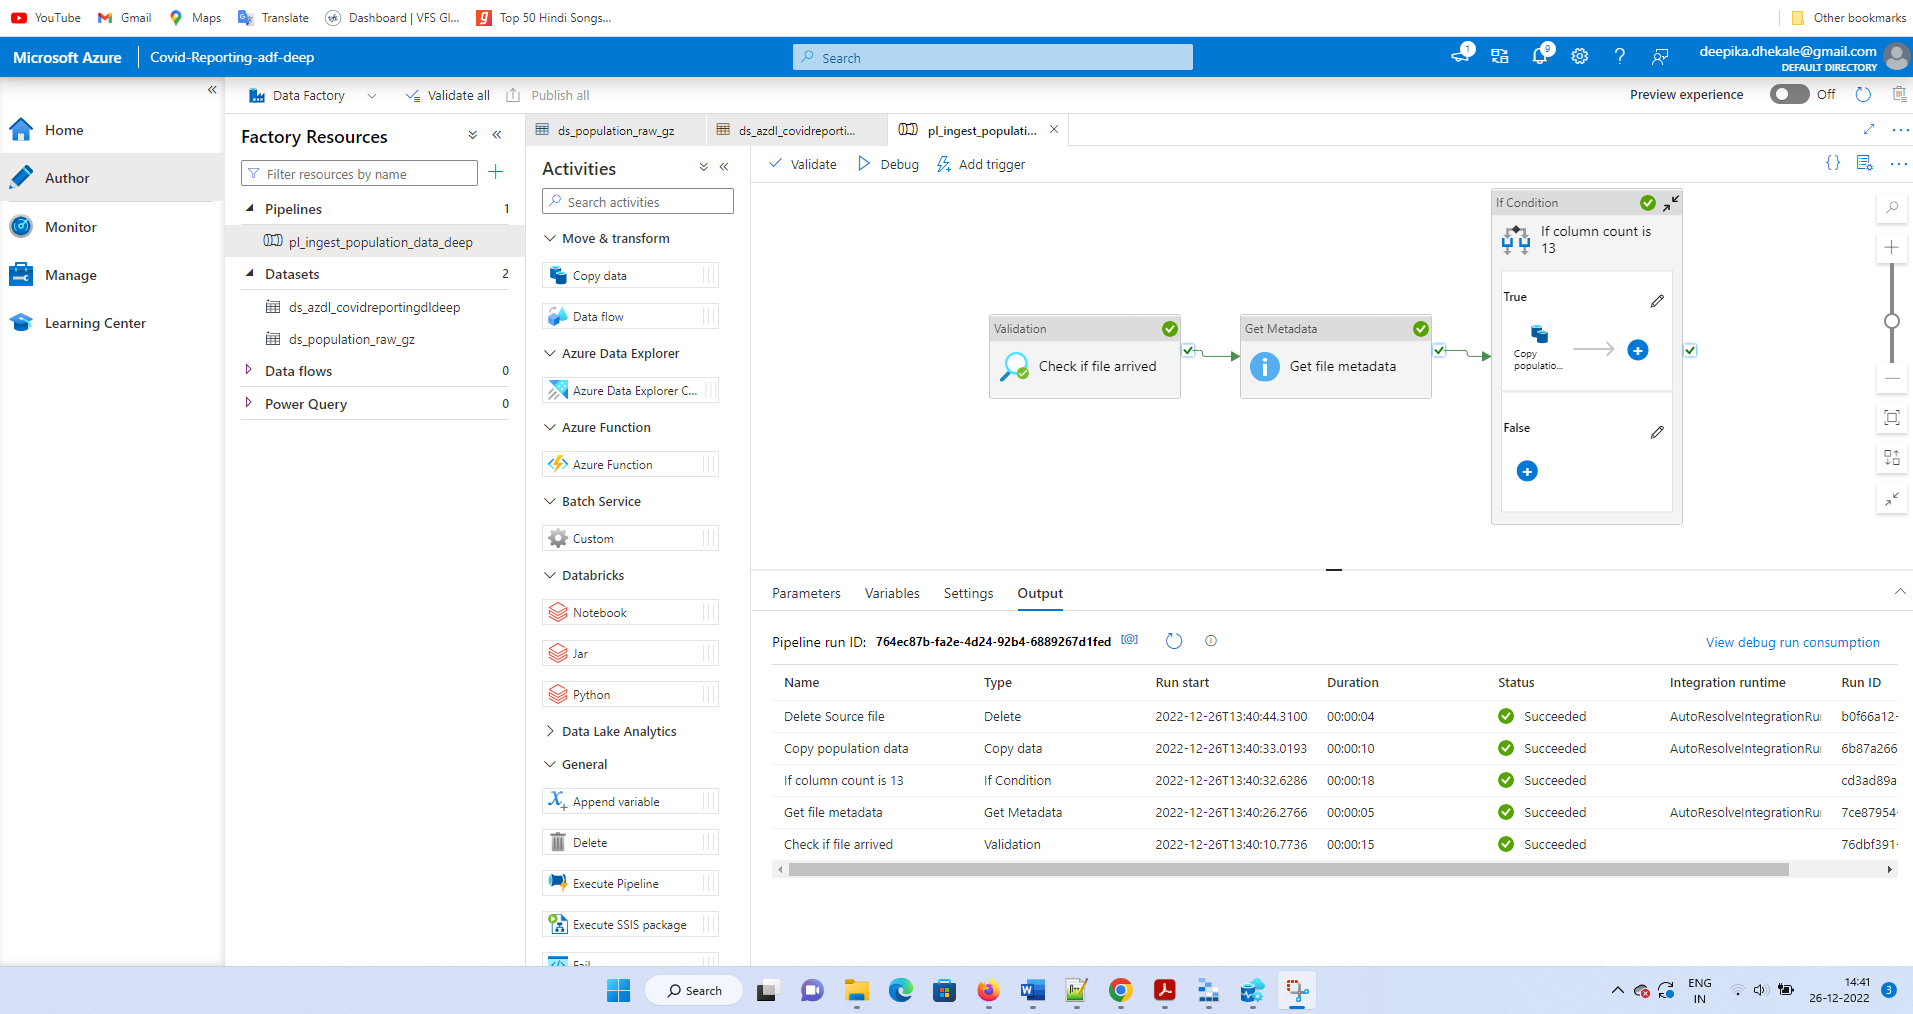 YouTube
Gmail
Maps
Translate
Dashboard | VFS Gl...
Top 50 Hindi Songs...
Other bookmarks
Microsoft Azure
Covid-Reporting-adf-deep
Search
1
9
deepika.dhekale@gmail.com
DEFAULT DIRECTORY
Data Factory
Validate all
Publish all
Preview experience
Off
Home
Author
Monitor
Manage
Learning Center
Factory Resources
Filter resources by name
Pipelines 1
pl_ingest_population_data_deep
Datasets 2
ds_azdl_covidreportingdldeep
ds_population_raw_gz
Data flows 0
Power Query 0
ds_population_raw_gz
ds_azdl_covidreporti...
pl_ingest_populati...
Activities
Search activities
Move & transform
Copy data
Data flow
Azure Data Explorer
Azure Data Explorer C...
Azure Function
Azure Function
Batch Service
Custom
Databricks
Notebook
Jar
Python
Data Lake Analytics
General
Append variable
Delete
Execute Pipeline
Execute SSIS package
Fail
Validate
Debug
Add trigger
Validation
Check if file arrived
Get Metadata
Get file metadata
If Condition
If column count is
13
True
Copy
populatio...
False
Parameters
Variables
Settings
Output
Pipeline run ID: 764ec87b-fa2e-4d24-92b4-6889267d1fed
View debug run consumption
Name Type Run start Duration Status Integration runtime Run ID
Delete Source file Delete 2022-12-26T13:40:44.3100 00:00:04 Succeeded AutoResolveIntegrationRu b0f66a12-
Copy population data Copy data 2022-12-26T13:40:33.0193 00:00:10 Succeeded AutoResolveIntegrationRu 6b87a266
If column count is 13 If Condition 2022-12-26T13:40:32.6286 00:00:18 Succeeded cd3ad89a
Get file metadata Get Metadata 2022-12-26T13:40:26.2766 00:00:05 Succeeded AutoResolveIntegrationRu 7ce87954-
Check if file arrived Validation 2022-12-26T13:40:10.7736 00:00:15 Succeeded 76dbf391-
Search
ENG
IN
14:41
26-12-2022
3